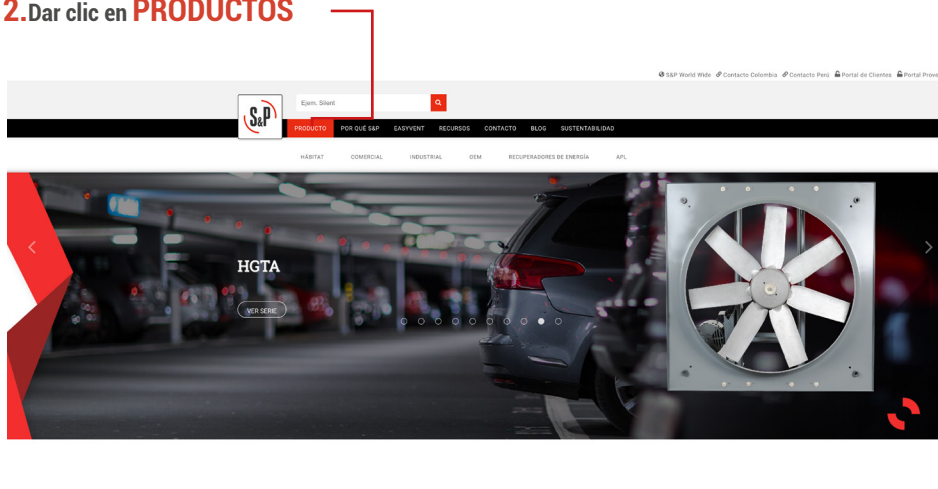 2.Dar clic en PRODUCTOS
S&P World Wide Contacto Colombia Contacto Perú Portal de Clientes Portal Prove
S&P
Ejem. Silent
PRODUCTO POR QUÉ S&P EASYVENT RECURSOS CONTACTO BLOG SUSTENTABILIDAD
HÁBITAT COMERCIAL INDUSTRIAL OEM RECUPERADORES DE ENERGÍA APL
HGTA
VER SERIE